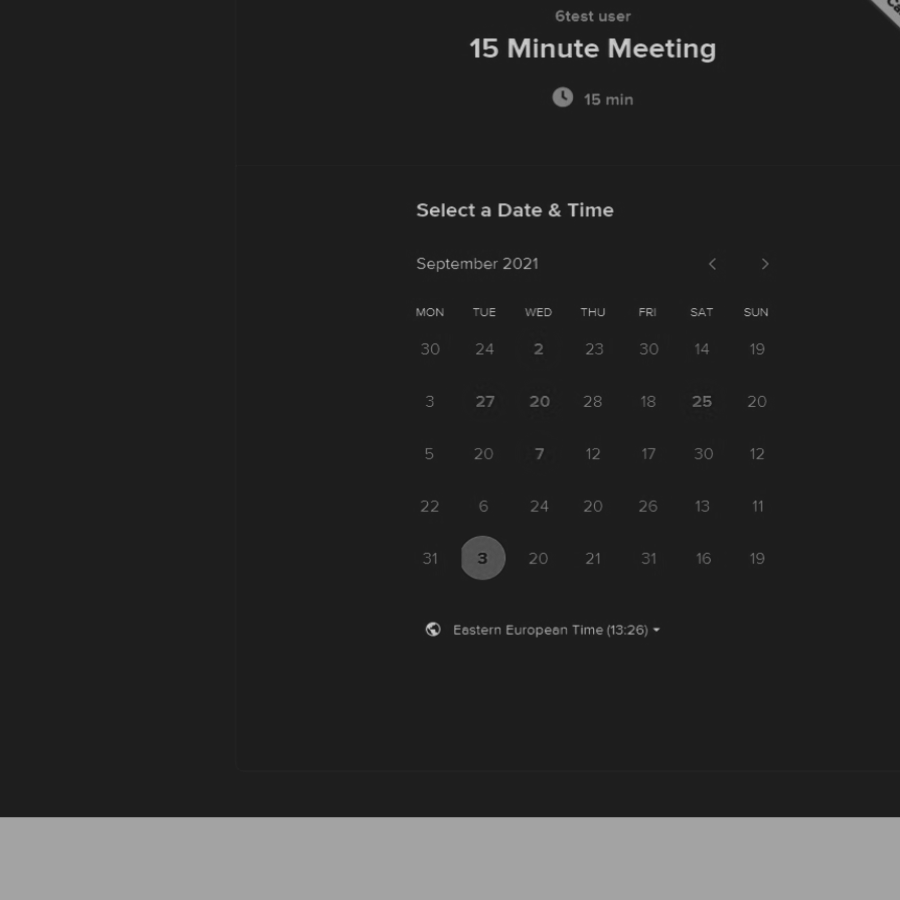 6test user
15 Minute Meeting
15 min
Select a Date & Time
September 2021
MON TUE WED THU FRI SAT SUN
30 24 2 23 30 14 19
3 27 20 28 18 25 20
5 20 7 12 17 30 12
22 6 24 20 26 13 11
31 3 20 21 31 16 19
Eastern European Time (13:26)